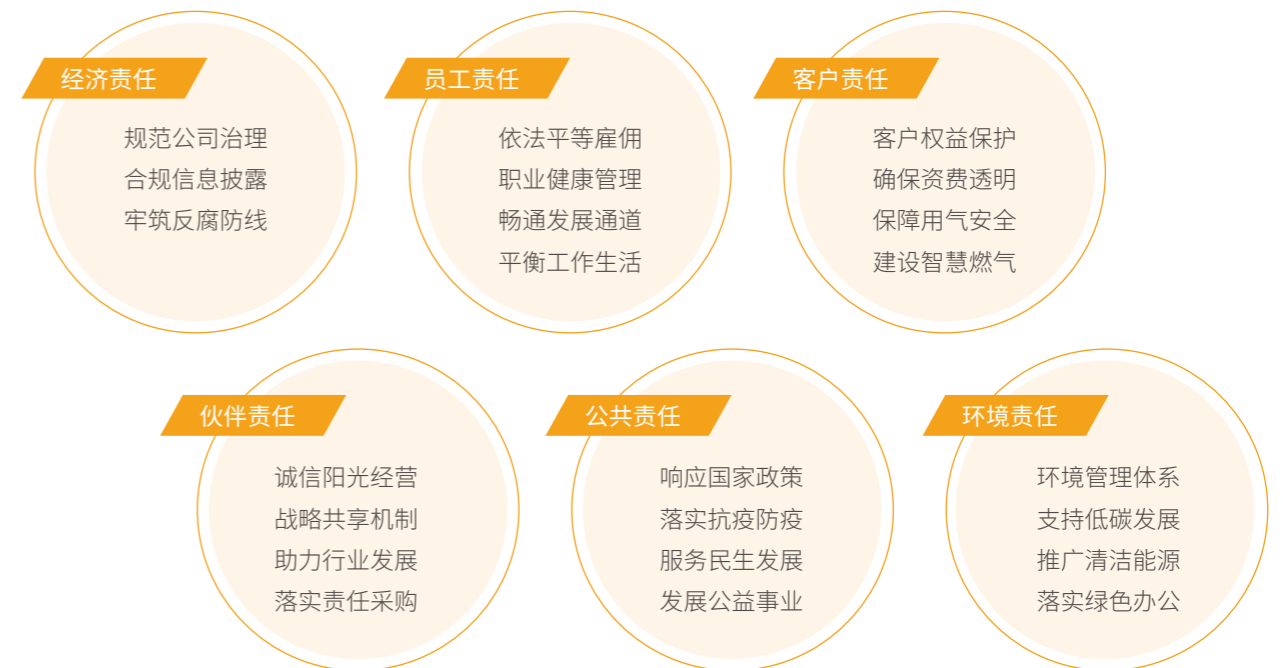 经济责任
规范公司治理
合规信息披露
牢筑反腐防线
员工责任
依法平等雇佣
职业健康管理
畅通发展通道
平衡工作生活
客户责任
客户权益保护
确保资费透明
保障用气安全
建设智慧燃气
伙伴责任
诚信阳光经营
战略共享机制
助力行业发展
落实责任采购
公共责任
响应国家政策
落实抗疫防疫
服务民生发展
发展公益事业
环境责任
环境管理体系
支持低碳发展
推广清洁能源
落实绿色办公